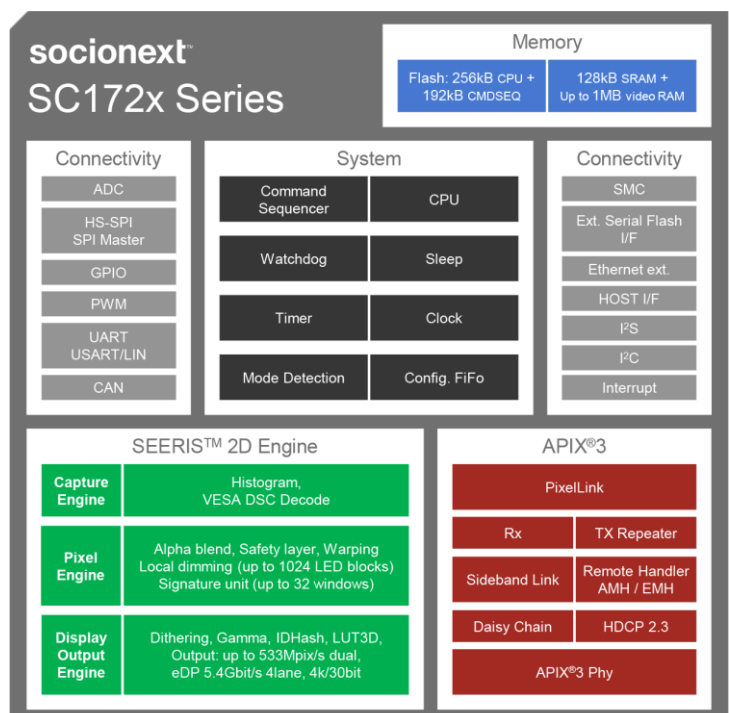 socionext™
SC172x Series
Memory
Flash: 256kB CPU +
192kB CMDSEQ
128kB SRAM +
Up to 1MB video RAM
Connectivity
ADC
HS-SPI
SPI Master
GPIO
PWM
UART
USART/LIN
CAN
System
Command
Sequencer
CPU
Watchdog
Sleep
Timer
Clock
Mode Detection
Config. FiFo
Connectivity
SMC
Ext. Serial Flash
I/F
Ethernet ext.
HOST I/F
I²S
I²C
Interrupt
SEERIS™ 2D Engine
Capture
Engine
Histogram,
VESA DSC Decode
Pixel
Engine
Alpha blend, Safety layer, Warping
Local dimming (up to 1024 LED blocks)
Signature unit (up to 32 windows)
Display
Output
Engine
Dithering, Gamma, IDHash, LUT3D,
Output: up to 533Mpix/s dual,
eDP 5.4Gbit/s 4lane, 4k/30bit
APIX®3
PixelLink
Rx
TX Repeater
Sideband Link
Remote Handler
AMH / EMH
Daisy Chain
HDCP 2.3
APIX®3 Phy